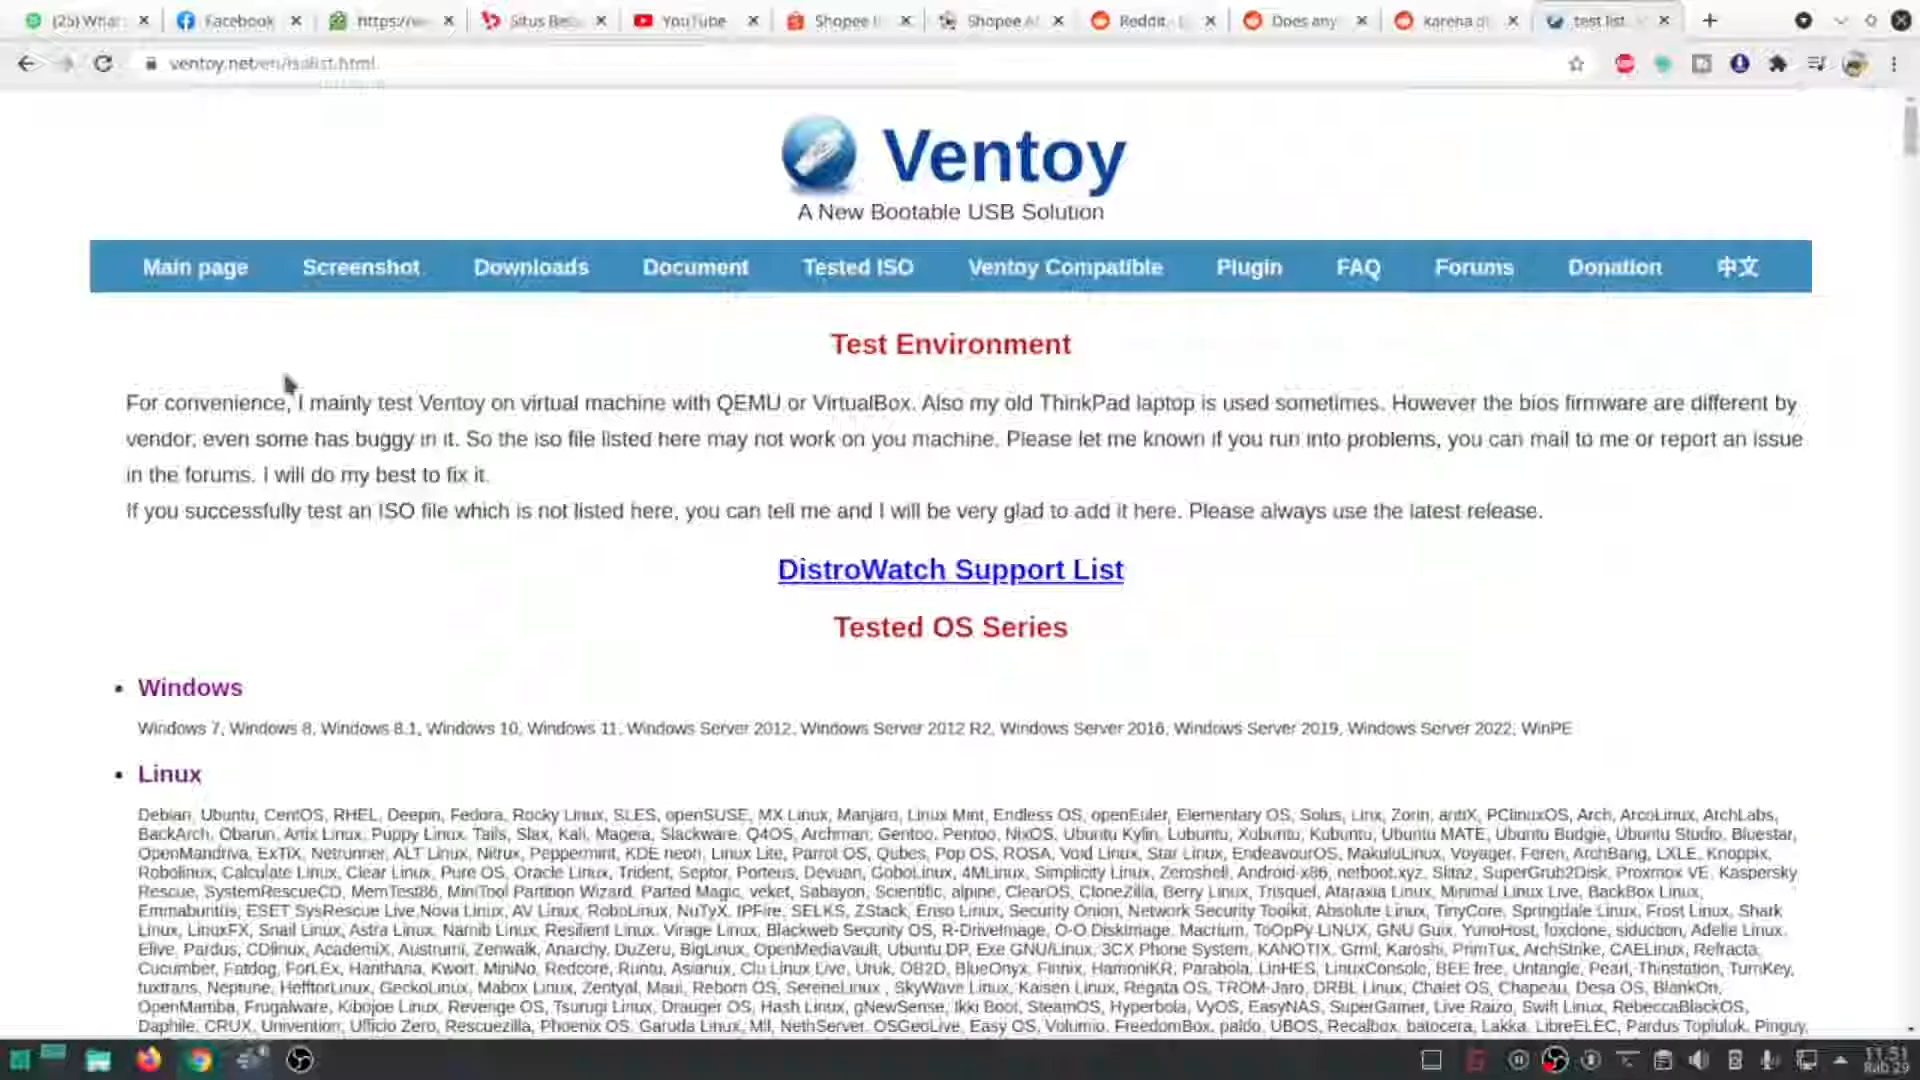 (25) What Facebook https://w Situs Bes YouTube Shopee I Shopee A Reddit - Does any karena d test list
ventoy.net/en/isolist.html
Ventoy
A New Bootable USB Solution
Main page Screenshot Downloads Document Tested ISO Ventoy Compatible Plugin FAQ Forums Donation 中文
Test Environment
For convenience, I mainly test Ventoy on virtual machine with QEMU or VirtualBox. Also my old ThinkPad laptop is used sometimes. However the bios firmware are different by
vendor, even some has buggy in it. So the iso file listed here may not work on you machine. Please let me known if you run into problems, you can mail to me or report an issue
in the forums. I will do my best to fix it.
If you successfully test an ISO file which is not listed here, you can tell me and I will be very glad to add it here. Please always use the latest release.
DistroWatch Support List
Tested OS Series
Windows
Windows 7, Windows 8, Windows 8.1, Windows 10, Windows 11, Windows Server 2012, Windows Server 2012 R2, Windows Server 2016, Windows Server 2019, Windows Server 2022, WinPE
Linux
Debian, Ubuntu, CentOS, RHEL, Deepin, Fedora, Rocky Linux, SLES, openSUSE, MX Linux, Manjaro, Linux Mint, Endless OS, openEuler, Elementary OS, Solus, Linx, Zorin, antiX, PClinuxOS, Arch, ArcoLinux, ArchLabs,
BackArch, Obarun, Artix Linux, Puppy Linux, Tails, Slax, Kali, Mageia, Slackware, Q4OS, Archman, Gentoo, Pentoo, NixOS, Ubuntu Kylin, Lubuntu, Xubuntu, Kubuntu, Ubuntu MATE, Ubuntu Budgie, Ubuntu Studio, Bluestar,
OpenMandriva, ExTiX, Netrunner, ALT Linux, Nitrux, Peppermint, KDE neon, Linux Lite, Parrot OS, Qubes, Pop OS, ROSA, Void Linux, Star Linux, EndeavourOS, MakuluLinux, Voyager, Feren, ArchBang, LXLE, Knoppix,
Robolinux, Calculate Linux, Clear Linux, Pure OS, Oracle Linux, Trident, Septor, Porteus, Devuan, GoboLinux, 4MLinux, Simplicity Linux, Zeroshell, Android-x86, netboot.xyz, Slitaz, SuperGrub2Disk, Proxmox VE, Kaspersky
Rescue, SystemRescueCD, MemTest86, MiniTool Partition Wizard, Parted Magic, veket, Sabayon, Scientific, alpine, ClearOS, CloneZilla, Berry Linux, Trisquel, Ataraxia Linux, Minimal Linux Live, BackBox Linux,
Emmabuntüs, ESET SysRescue Live,Nova Linux, AV Linux, RoboLinux, NuTyX, IPFire, SELKS, ZStack, Enso Linux, Security Onion, Network Security Toolkit, Absolute Linux, TinyCore, Springdale Linux, Frost Linux, Shark
Linux, LinuxFX, Snail Linux, Astra Linux, Namib Linux, Resilient Linux, Virage Linux, Blackweb Security OS, R-DriveImage, O-O.DiskImage, Macrium, ToOpPy LINUX, GNU Guix, YunoHost, foxclone, siduction, Adelie Linux,
Elive, Pardus, CDlinux, AcademiX, Austrumi, Zenwalk, Anarchy, DuZeru, BigLinux, OpenMediaVault, Ubuntu DP, Exe GNU/Linux, 3CX Phone System, KANOTIX, Grml, Karoshi, PrimTux, ArchStrike, CAELinux, Refracta,
Cucumber, Fatdog, ForLEx, Hanthana, Kwort, MiniNo, Redcore, Runtu, Asianux, Clu Linux Live, Uruk, OB2D, BlueOnyx, Finnix, HamoniKR, Parabola, LinHES, LinuxConsole, BEE free, Untangle, Pearl, Thinstation, TurnKey,
tuxtrans, Neptune, HefftorLinux, GeckoLinux, Mabox Linux, Zentyal, Maui, Reborn OS, SereneLinux , SkyWave Linux, Kaisen Linux, Regata OS, TROM-Jaro, DRBL Linux, Chalet OS, Chapeau, Desa OS, BlankOn,
OpenMamba, Frugalware, Kibojoe Linux, Revenge OS, Tsurugi Linux, Drauger OS, Hash Linux, gNewSense, Ikki Boot, SteamOS, Hyperbola, VyOS, EasyNAS, SuperGamer, Live Raizo, Swift Linux, RebeccaBlackOS,
Daphile, CRUX, Univention, Ufficio Zero, Rescuezilla, Phoenix OS, Garuda Linux, Mll, NethServer, OSGeoLive, Easy OS, Volumio, FreedomBox, paldo, UBOS, Recalbox, batocera, Lakka, LibreELEC, Pardus Topluluk, Pinguy,
11.51
Rab 29